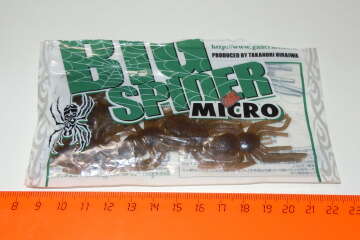 BIG
http://www.gamera
PRODUCED BY TAKANORI HIRAIWA
SPIDER
MICRO
8 9 10 11 12 13 14 15 16 17 18 19 20 21 22 23